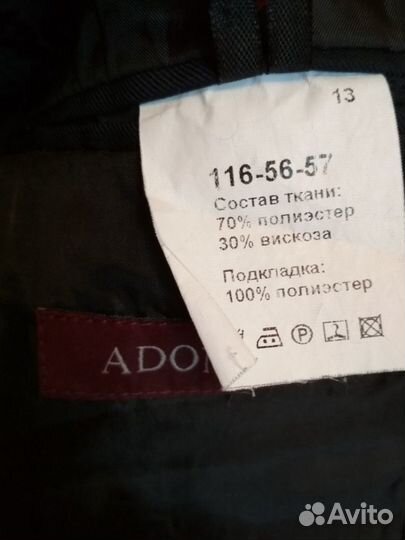 13
116-56-57
Состав ткани:
70% полиэстер
30% вискоза
Подкладка:
100% полиэстер
P
Avito